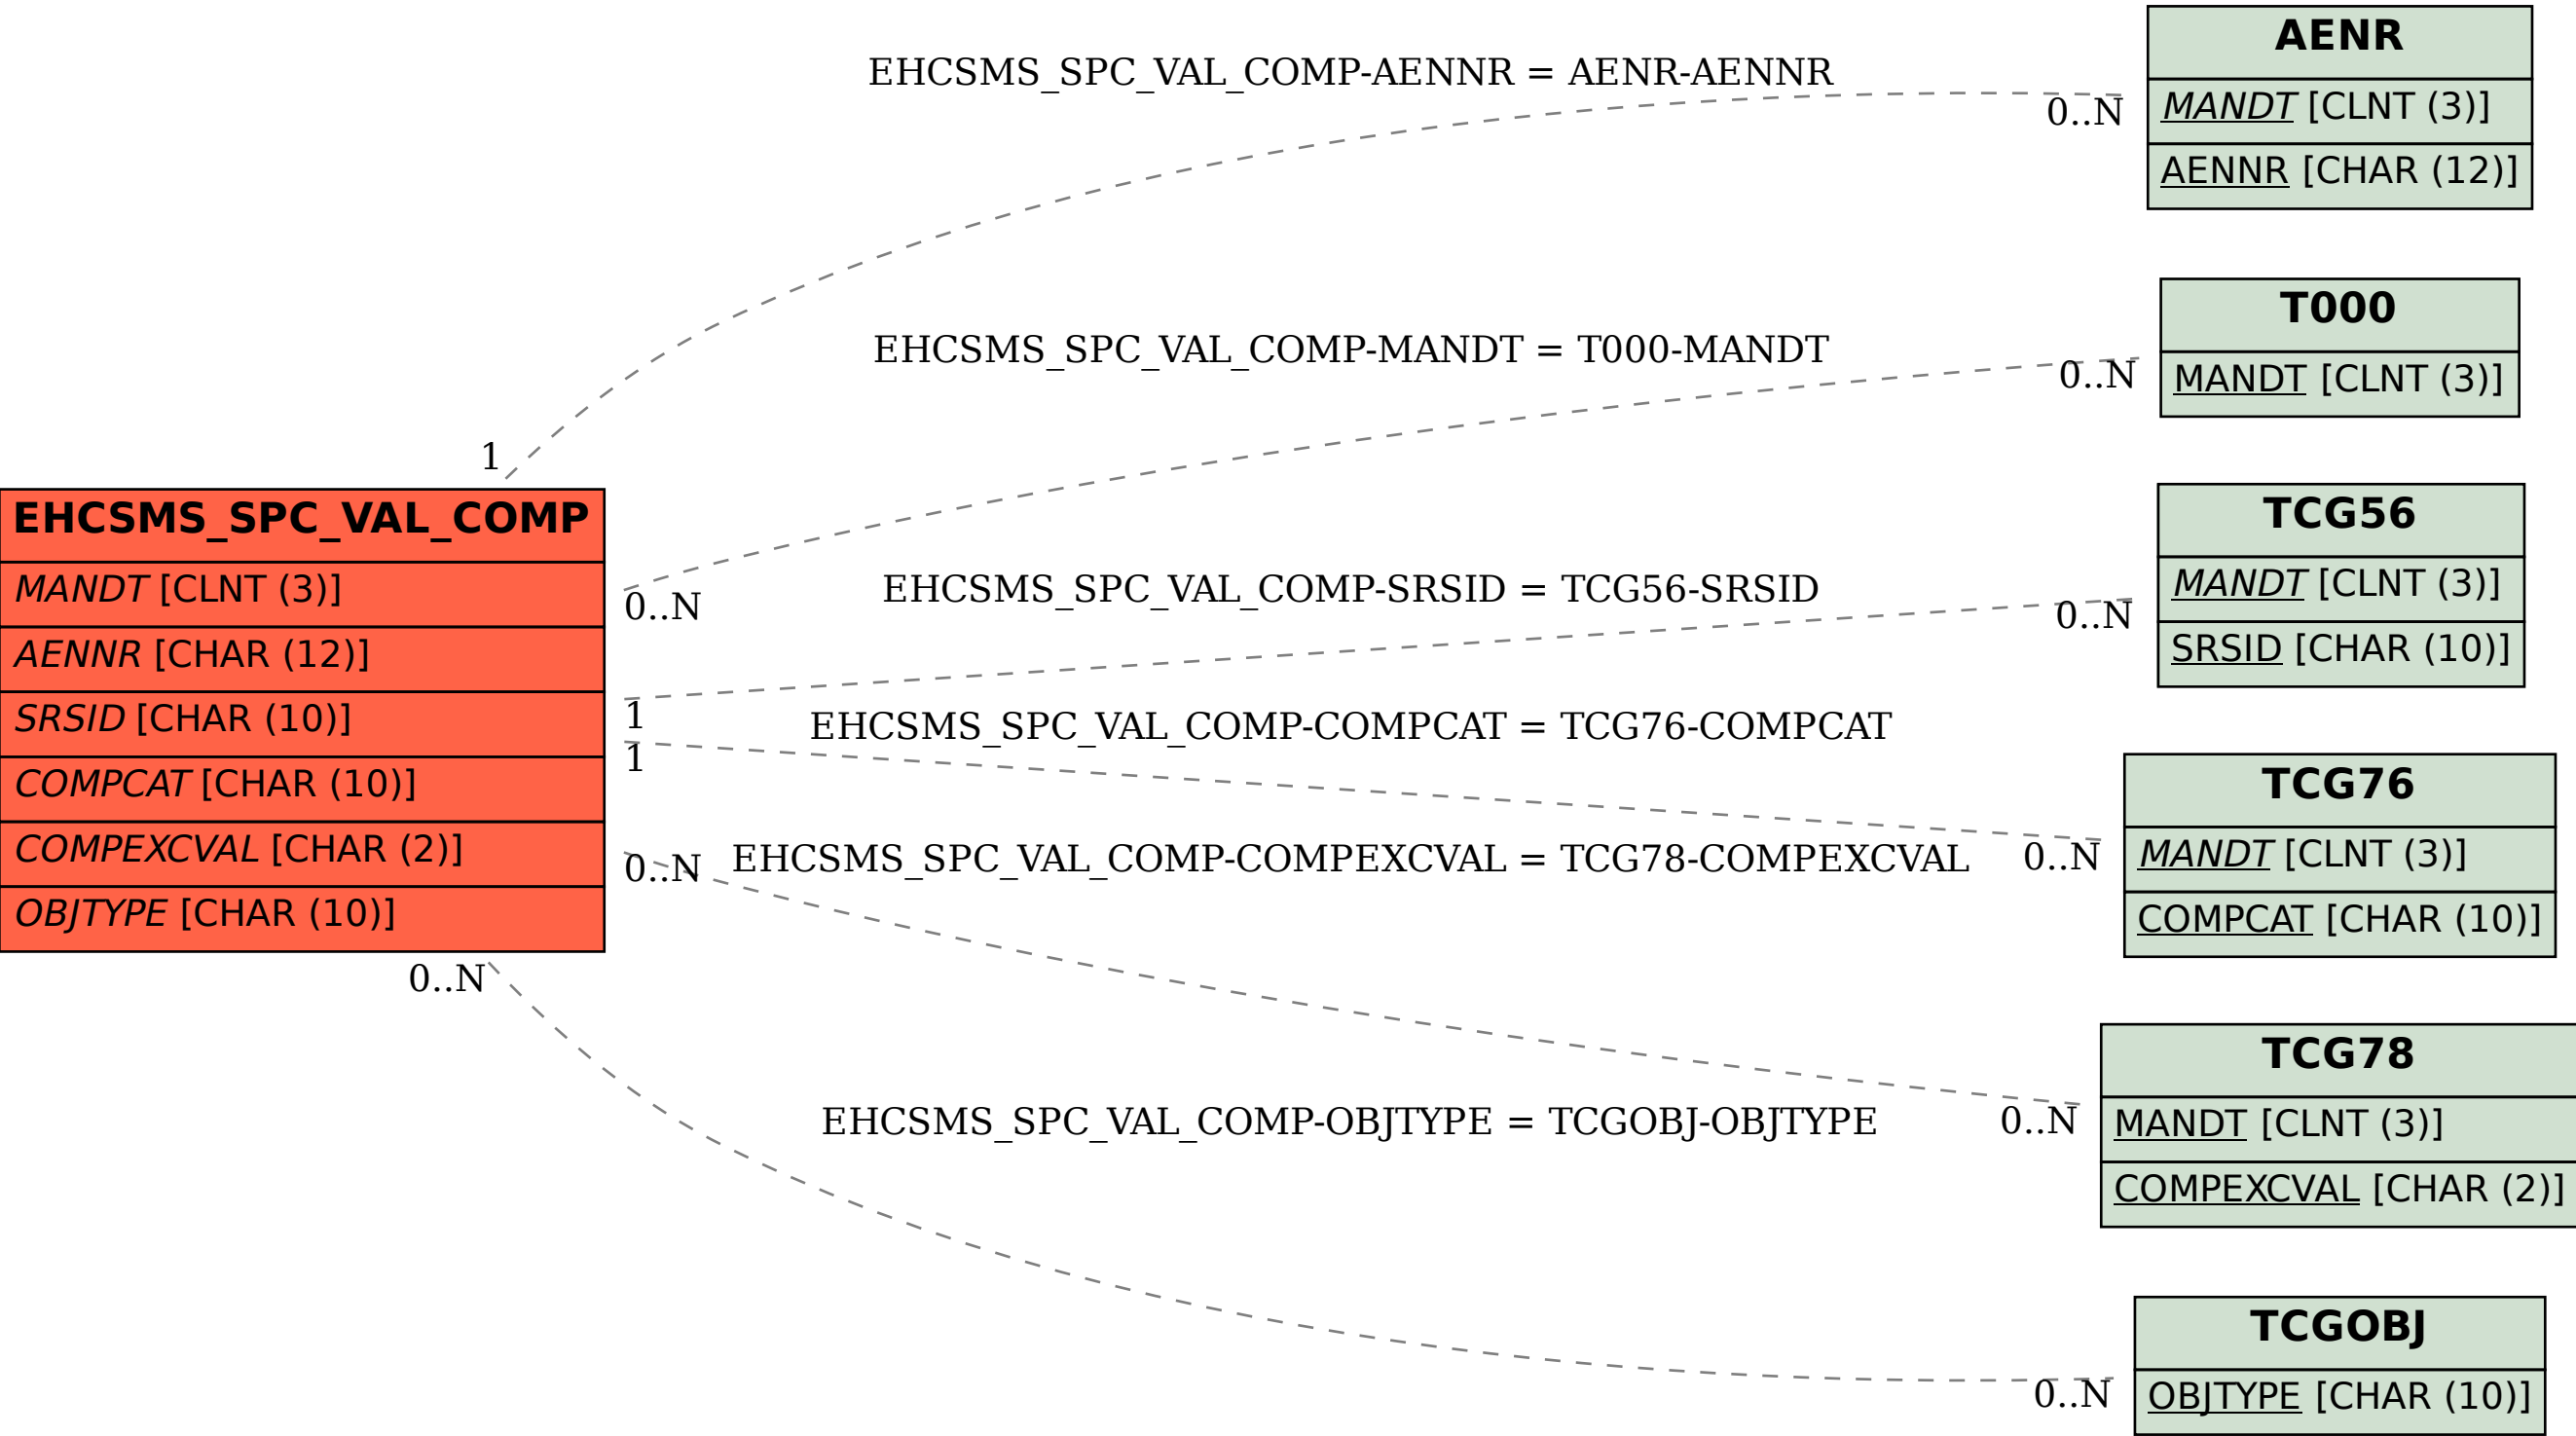 EHCSMS_SPC_VAL_COMP
MANDT [CLNT (3)]
AENNR [CHAR (12)]
SRSID [CHAR (10)]
COMPCAT [CHAR (10)]
COMPEXCVAL [CHAR (2)]
OBJTYPE [CHAR (10)]
EHCSMS_SPC_VAL_COMP-AENNR = AENR-AENNR
1
0..N
EHCSMS_SPC_VAL_COMP-MANDT = T000-MANDT
0..N
0..N
EHCSMS_SPC_VAL_COMP-SRSID = TCG56-SRSID
1
0..N
EHCSMS_SPC_VAL_COMP-COMPCAT = TCG76-COMPCAT
1
0..N
EHCSMS_SPC_VAL_COMP-COMPEXCVAL = TCG78-COMPEXCVAL
0..N
0..N
EHCSMS_SPC_VAL_COMP-OBJTYPE = TCGOBJ-OBJTYPE
0..N
0..N
AENR
MANDT [CLNT (3)]
AENNR [CHAR (12)]
T000
MANDT [CLNT (3)]
TCG56
MANDT [CLNT (3)]
SRSID [CHAR (10)]
TCG76
MANDT [CLNT (3)]
COMPCAT [CHAR (10)]
TCG78
MANDT [CLNT (3)]
COMPEXCVAL [CHAR (2)]
TCGOBJ
OBJTYPE [CHAR (10)]